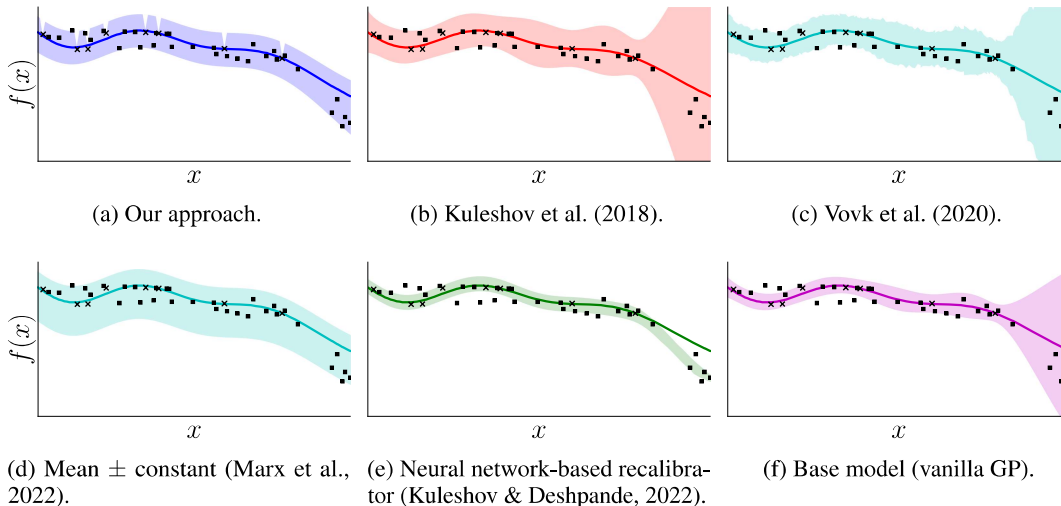 f(x)
x
x
x
(a) Our approach.
(b) Kuleshov et al. (2018).
(c) Vovk et al. (2020).
f(x)
x
x
x
(d) Mean ± constant (Marx et al.,
2022).
(e) Neural network-based recalibra-
tor (Kuleshov & Deshpande, 2022).
(f) Base model (vanilla GP).